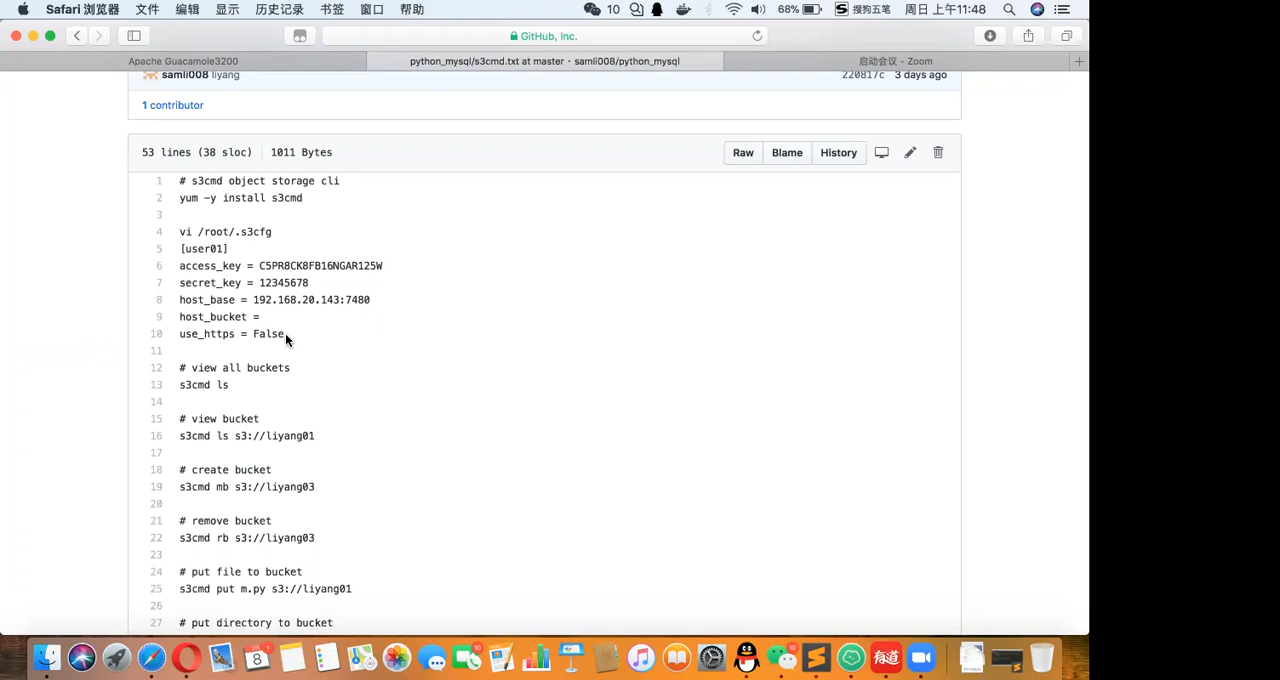 Safari 浏览器 文件 编辑 显示 历史记录 书签 窗口 帮助 10 68% S 搜狗五笔 周日 上午11:48
GitHub, Inc.
Apache Guacamole3200 python_mysql/s3cmd.txt at master · samli008/python_mysql 启动会议 - Zoom
samli008 liyang 220817c 3 days ago
1 contributor
53 lines (38 sloc) 1011 Bytes Raw Blame History
1 # s3cmd object storage cli
2 yum -y install s3cmd
3
4 vi /root/.s3cfg
5 [user01]
6 access_key = C5PR8CK8FB16NGAR125W
7 secret_key = 12345678
8 host_base = 192.168.20.143:7480
9 host_bucket =
10 use_https = False
11
12 # view all buckets
13 s3cmd ls
14
15 # view bucket
16 s3cmd ls s3://liyang01
17
18 # create bucket
19 s3cmd mb s3://liyang03
20
21 # remove bucket
22 s3cmd rb s3://liyang03
23
24 # put file to bucket
25 s3cmd put m.py s3://liyang01
26
27 # put directory to bucket
8
有道